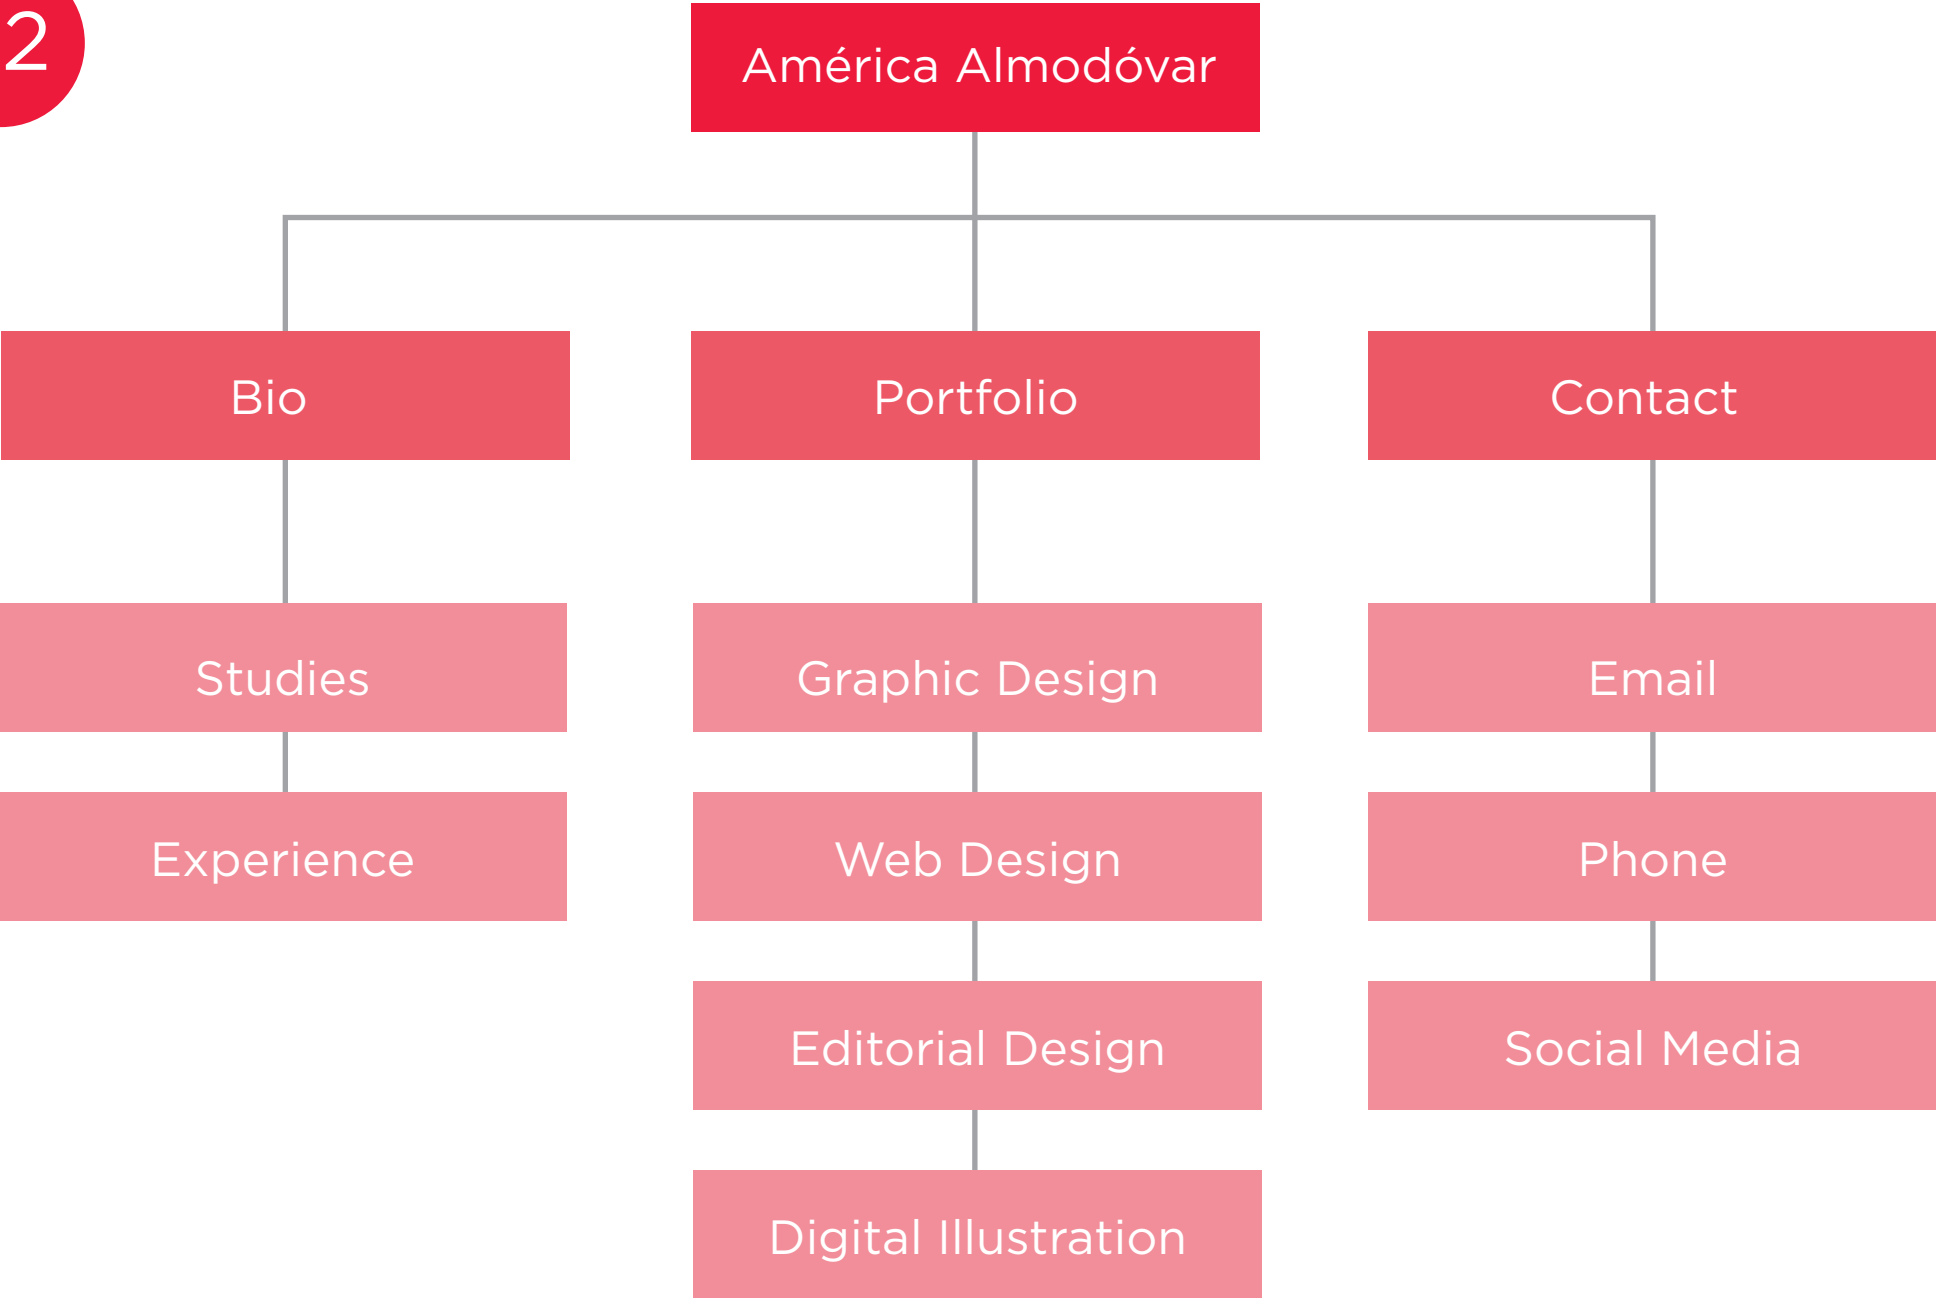 2
América Almodóvar
Bio
Portfolio
Contact
Studies
Graphic Design
Email
Experience
Web Design
Phone
Editorial Design
Social Media
Digital Illustration